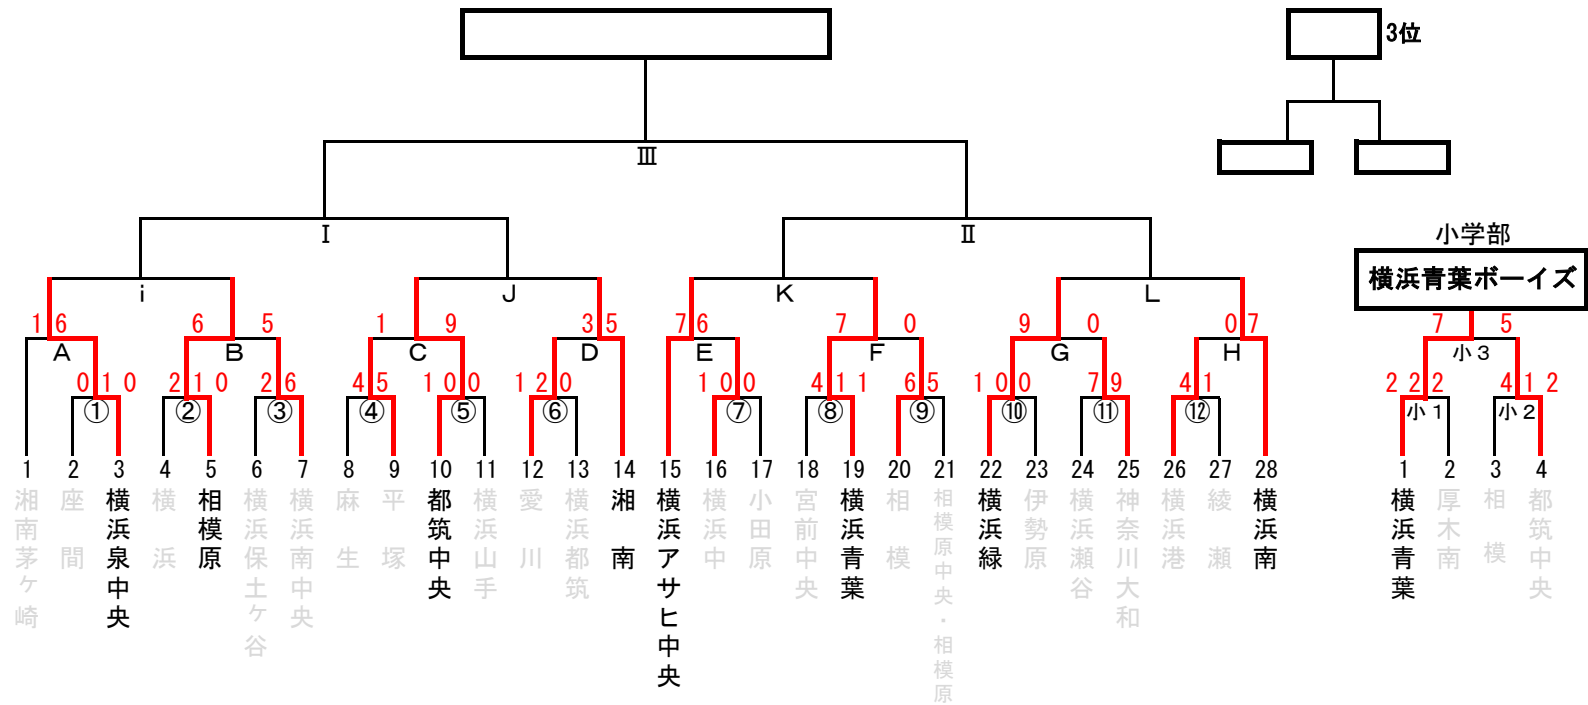 3位
Ⅲ
Ⅰ
Ⅱ
小学部
横浜青葉ボーイズ
i
J
K
L
1 6
6 5
1 9
3 5
7 6
7 0
9 0
0 7
7 5
A
B
C
D
E
F
G
H
小3
0 1 0
2 1 0
2 6
4 5
1 0 0
1 2 0
1 0 0
4 1 1
6 5
1 0 0
7 9
4 1
2 2 2
4 1 2
①
②
③
④
⑤
⑥
⑦
⑧
⑨
⑩
⑪
⑫
小1
小2
1
2
3
4
5
6
7
8
9
10
11
12
13
14
15
16
17
18
19
20
21
22
23
24
25
26
27
28
1
2
3
4
湘南茅ケ崎
座間
横浜泉中央
横浜
相模原
横浜保土ケ谷
横浜南中央
麻生
平塚
都筑中央
横浜山手
愛川
横浜都筑
湘南
横浜アサヒ中央
横浜中
小田原
宮前中央
横浜青葉
相模
相模原中央・相模原
横浜緑
伊勢原
横浜瀬谷
神奈川大和
横浜港
綾瀬
横浜南
横浜青葉
厚木南
相模
都筑中央